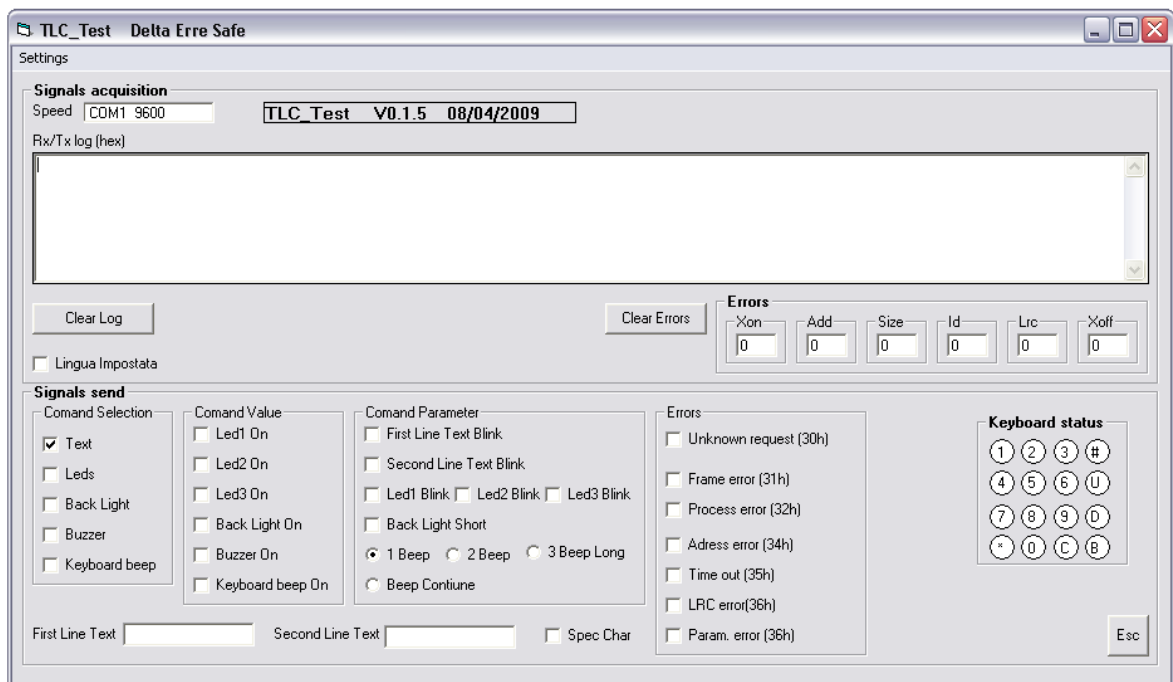 TLC_Test Delta Erre Safe
Settings
Signals acquisition
Speed COM1 9600
TLC_Test V0.1.5 08/04/2009
Rx/Tx log (hex)
Clear Log
Clear Errors
Errors
Xon Add Size Id Lrc Xoff
0 0 0 0 0 0
Lingua Impostata
Signals send
Comand Selection
Text
Leds
Back Light
Buzzer
Keyboard beep
Comand Value
Led1 On
Led2 On
Led3 On
Back Light On
Buzzer On
Keyboard beep On
Comand Parameter
First Line Text Blink
Second Line Text Blink
Led1 Blink Led2 Blink Led3 Blink
Back Light Short
1 Beep 2 Beep 3 Beep Long
Beep Contiune
Errors
Unknown request (30h)
Frame error (31h)
Process error (32h)
Adress error (34h)
Time out (35h)
LRC error(36h)
Param. error (36h)
Keyboard status
1 2 3 #
4 5 6 U
7 8 9 D
* 0 C B
First Line Text
Second Line Text
Spec Char
Esc